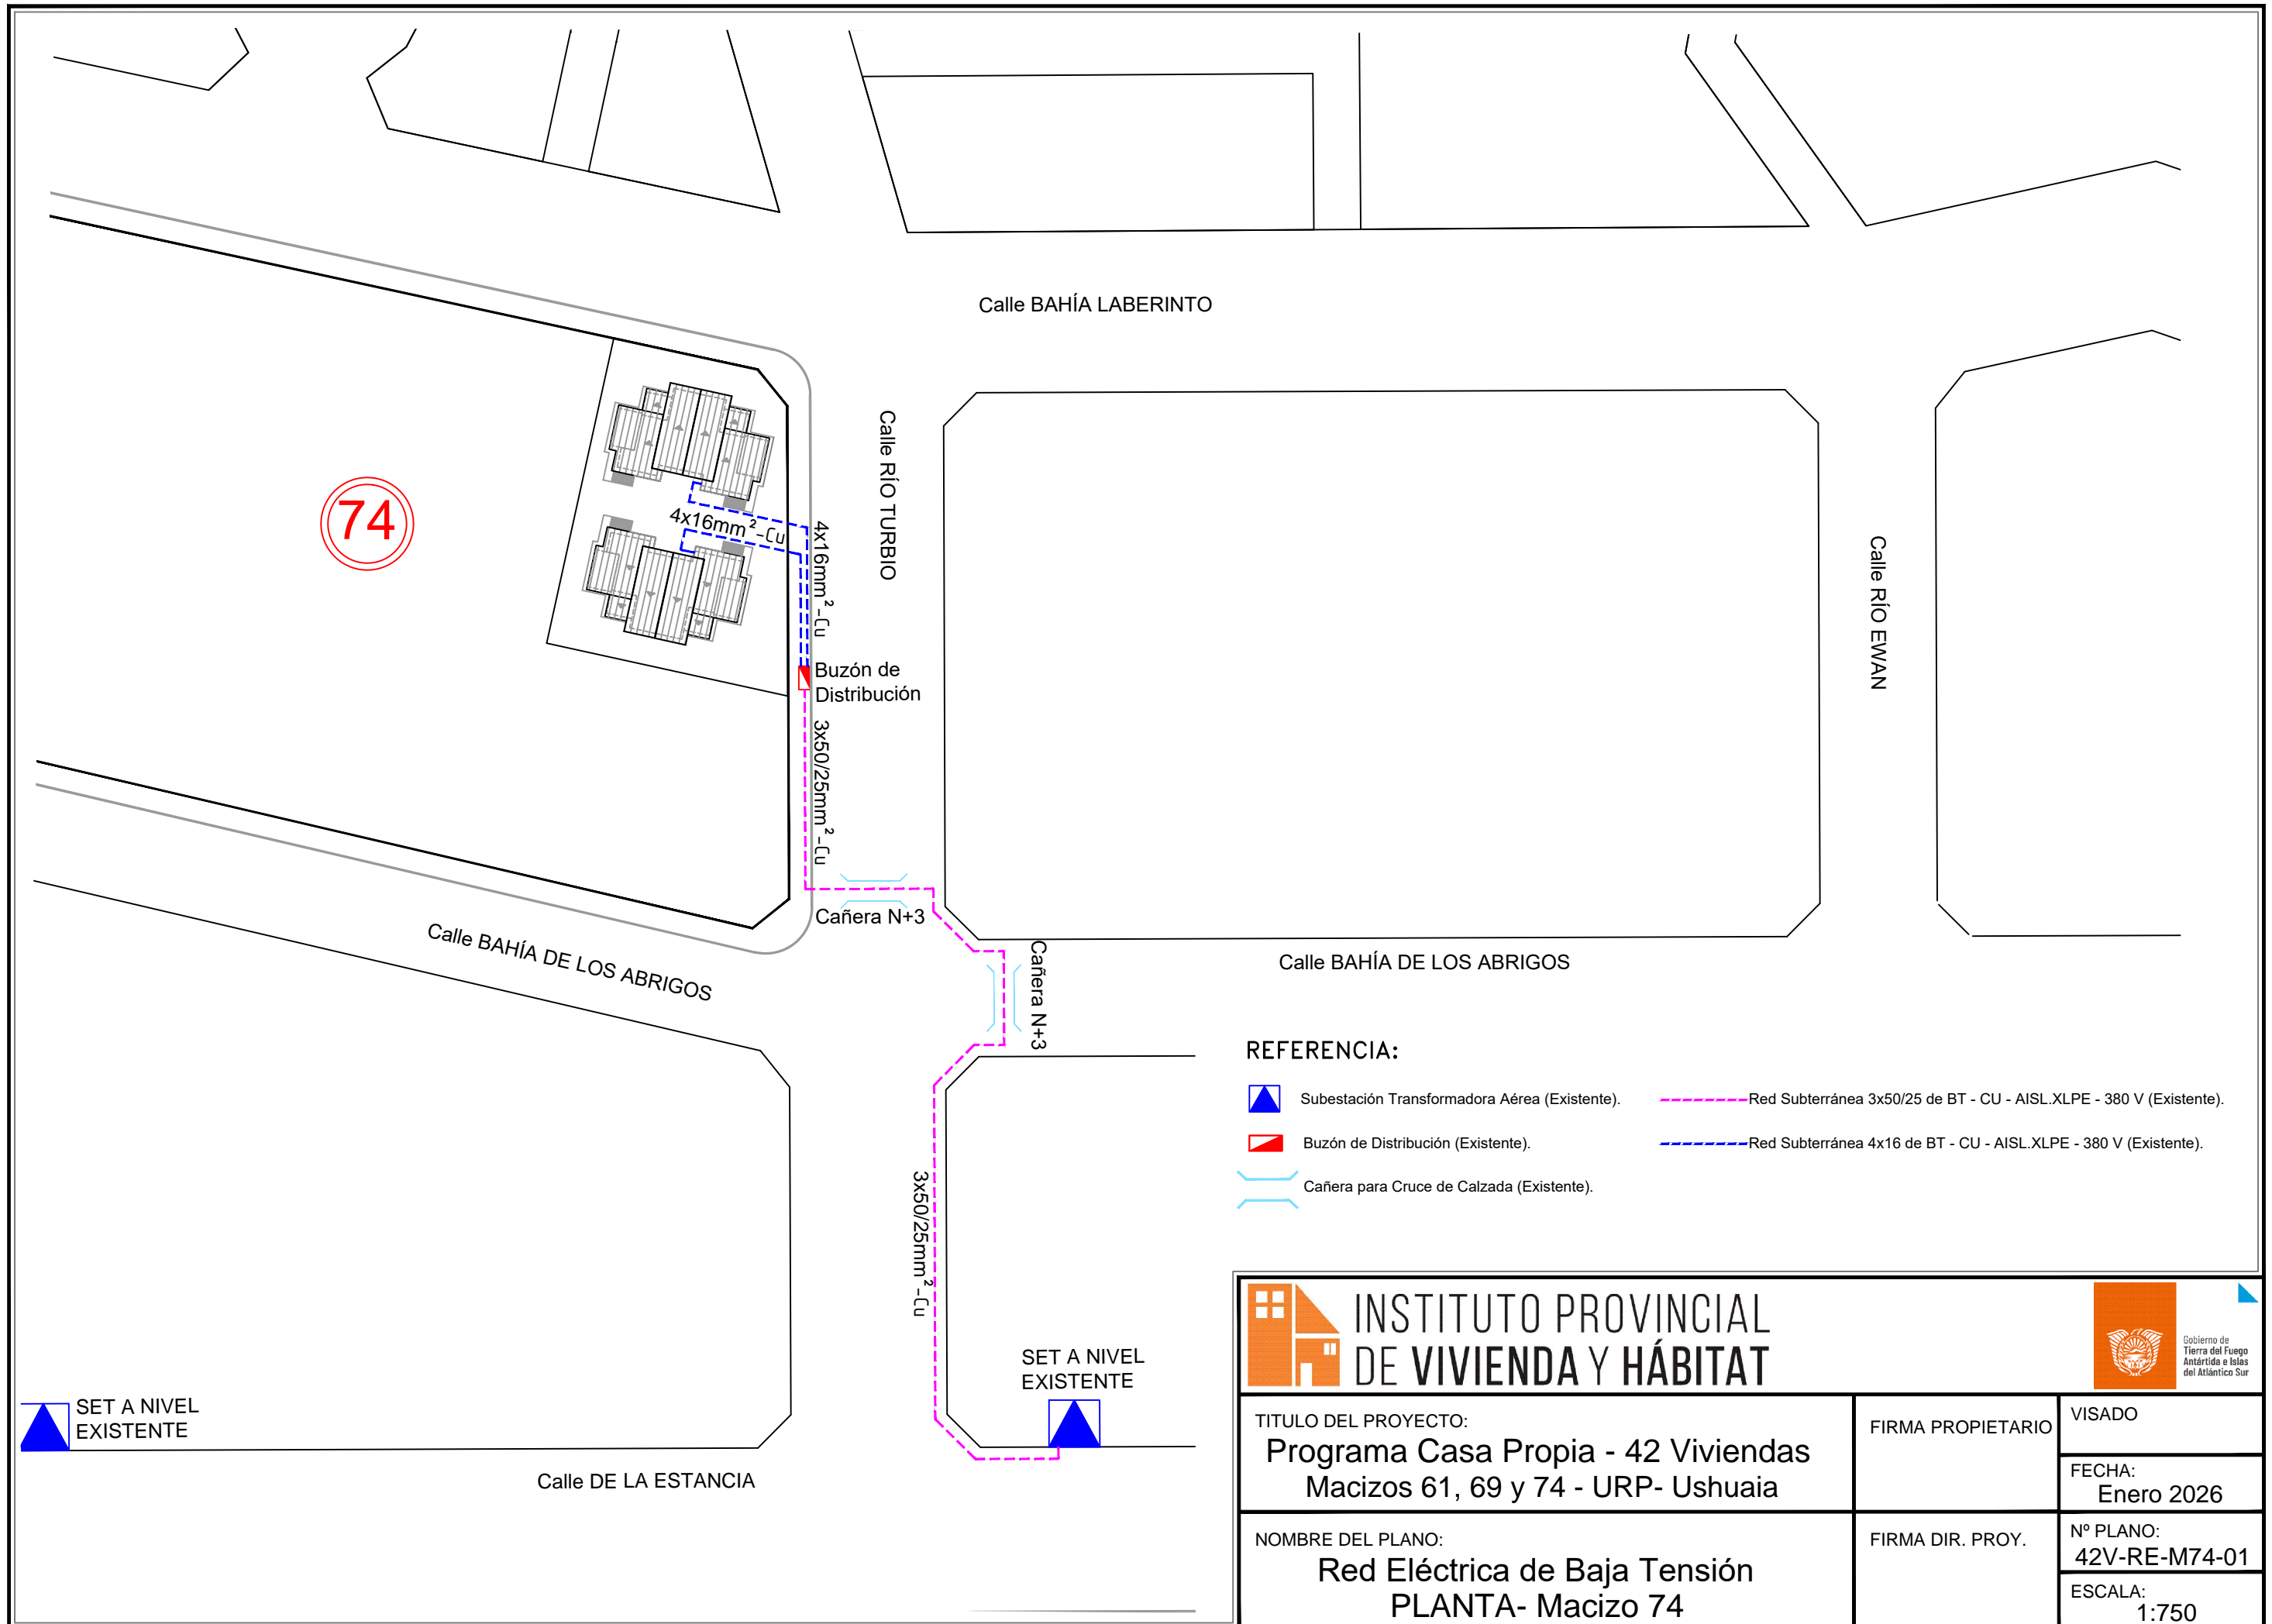 Calle BAHÍA LABERINTO
Calle RÍO TURBIO
74
4x16mm²-Cu
4x16mm²-Cu
Calle RÍO EWAN
Buzón de
Distribución
3x50/25mm²-Cu
Cañera N+3
Calle BAHÍA DE LOS ABRIGOS
Cañera N+3
Calle BAHÍA DE LOS ABRIGOS
REFERENCIA:
Subestación Transformadora Aérea (Existente).
Red Subterránea 3x50/25 de BT - CU - AISL.XLPE - 380 V (Existente).
Buzón de Distribución (Existente).
Red Subterránea 4x16 de BT - CU - AISL.XLPE - 380 V (Existente).
Cañera para Cruce de Calzada (Existente).
3x50/25mm²-Cu
SET A NIVEL
EXISTENTE
SET A NIVEL
EXISTENTE
Calle DE LA ESTANCIA
INSTITUTO PROVINCIAL
DE VIVIENDA Y HÁBITAT
Gobierno de
Tierra del Fuego
Antártida e Islas
del Atlántico Sur
TITULO DEL PROYECTO:
Programa Casa Propia - 42 Viviendas
Macizos 61, 69 y 74 - URP- Ushuaia
FIRMA PROPIETARIO
VISADO
FECHA:
Enero 2026
NOMBRE DEL PLANO:
Red Eléctrica de Baja Tensión
PLANTA- Macizo 74
FIRMA DIR. PROY.
Nº PLANO:
42V-RE-M74-01
ESCALA:
1:750